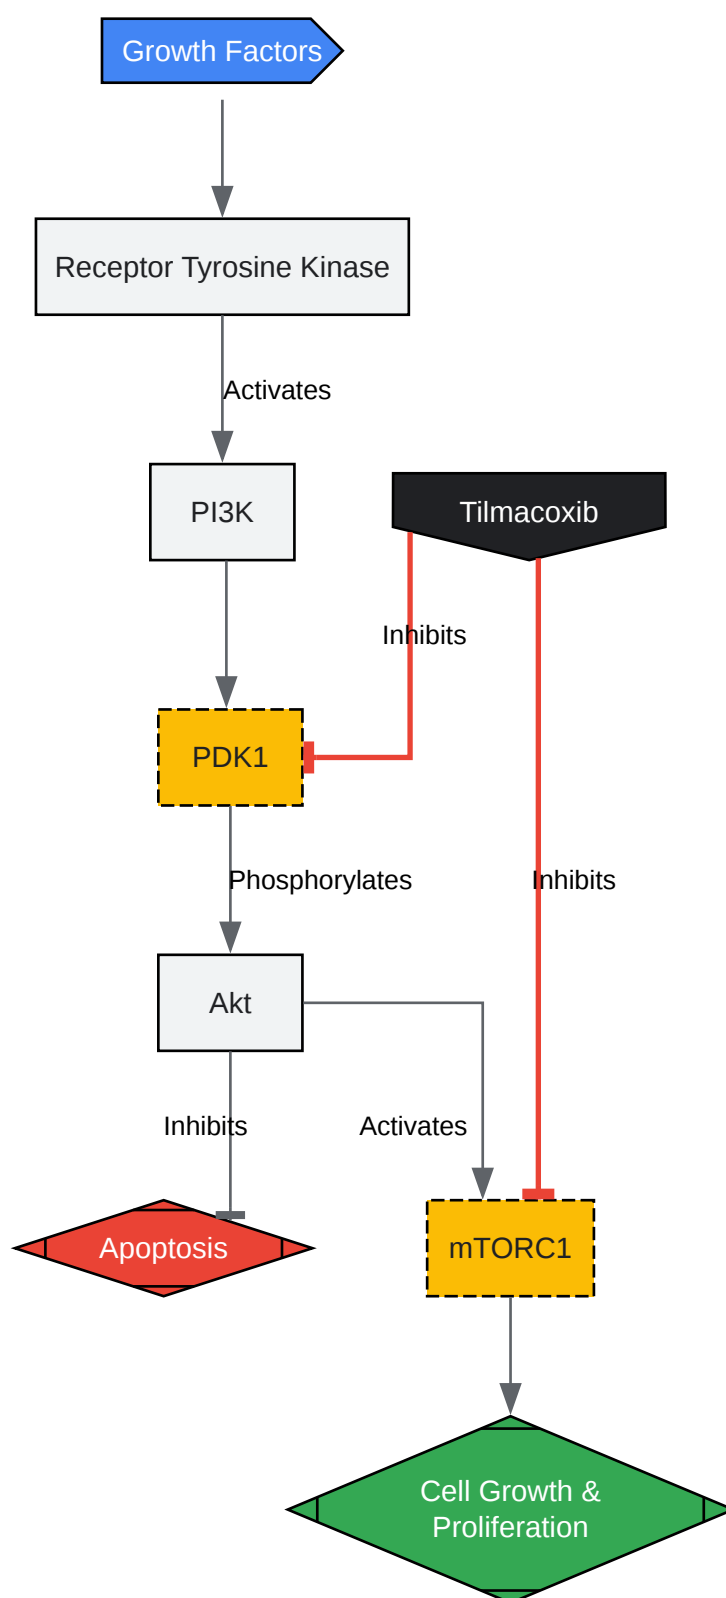 Growth Factors
Receptor Tyrosine Kinase
Activates
PI3K
Tilmacoxib
Inhibits
PDK1
Phosphorylates
Inhibits
Akt
Inhibits
Activates
Apoptosis
mTORC1
Cell Growth &
Proliferation